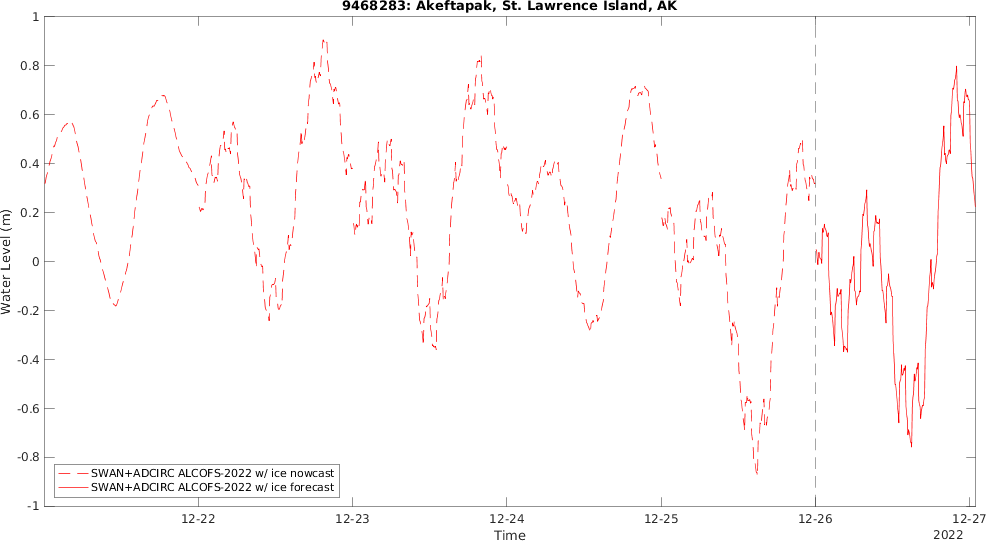 9468283: Akeftapak, St. Lawrence Island, AK
Water Level (m)
1
0.8
0.6
0.4
0.2
0
-0.2
-0.4
-0.6
-0.8
-1
SWAN+ADCIRC ALCOFS-2022 w/ ice nowcast
SWAN+ADCIRC ALCOFS-2022 w/ ice forecast
12-22 12-23 12-24 12-25 12-26 12-27
Time
2022